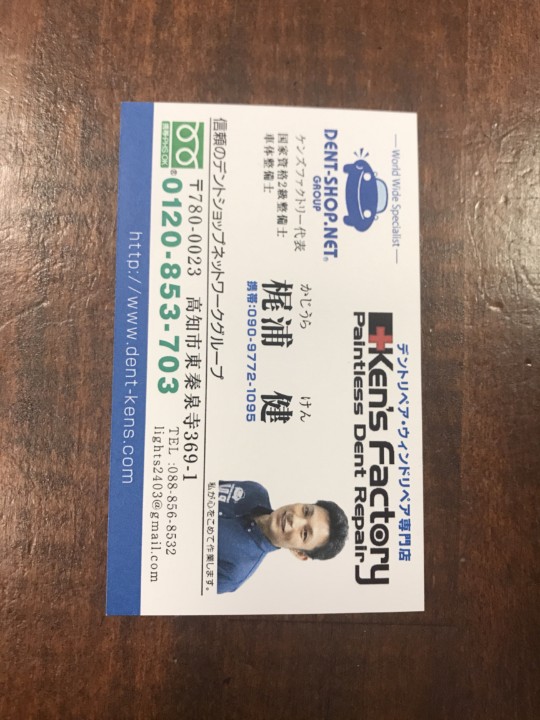 — World Wide Specialist —
DENT-SHOP.NET®
GROUP
デントリペア・ウィンドリペア専門店
Ken's Factory
Paintless Dent Repair
ケンズファクトリー代表
国家資格2級整備士
車体整備士
かじうら けん
梶浦 健
携帯:090-9772-1095
私が心をこめて作業します。
信頼のデントショップネットワークグループ
〒780-0023 高知市東秦泉寺369-1
携帯・PHS OK
®0120-853-703
TEL :088-856-8532
lights2403@gmail.com
http://www.dent-kens.com